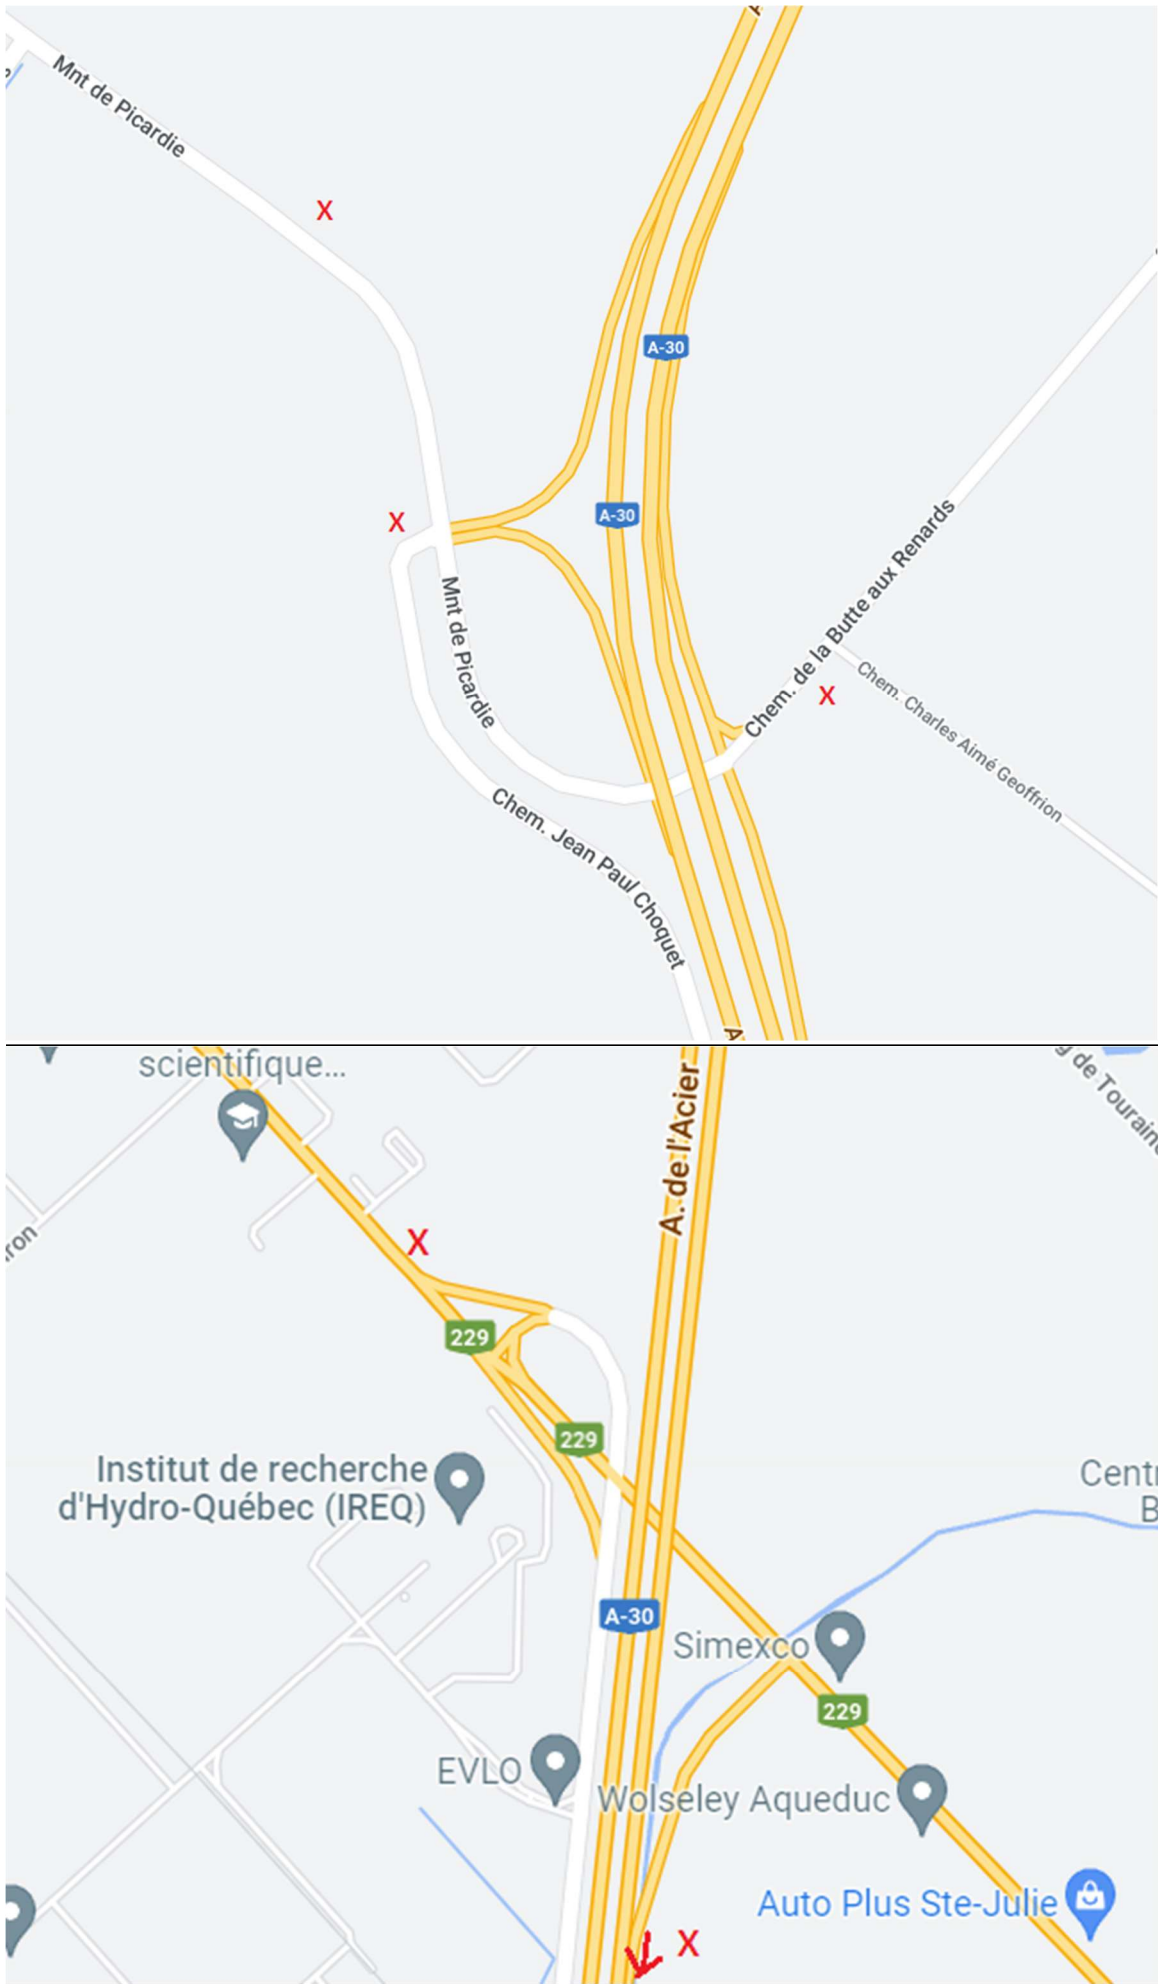 Mnt de Picardie
X
A-30
A-30
X
Mnt de Picardie
Chem. de la Butte aux Renards
X
Chem. Charles Aimé Geoffrion
Chem. Jean Paul Choquet
A
scientifique...
A. de l'Acier
de Touraine
X
229
229
Institut de recherche
d'Hydro-Québec (IREQ)
A-30
Simexco
229
EVLO
Wolseley Aqueduc
Auto Plus Ste-Julie
X